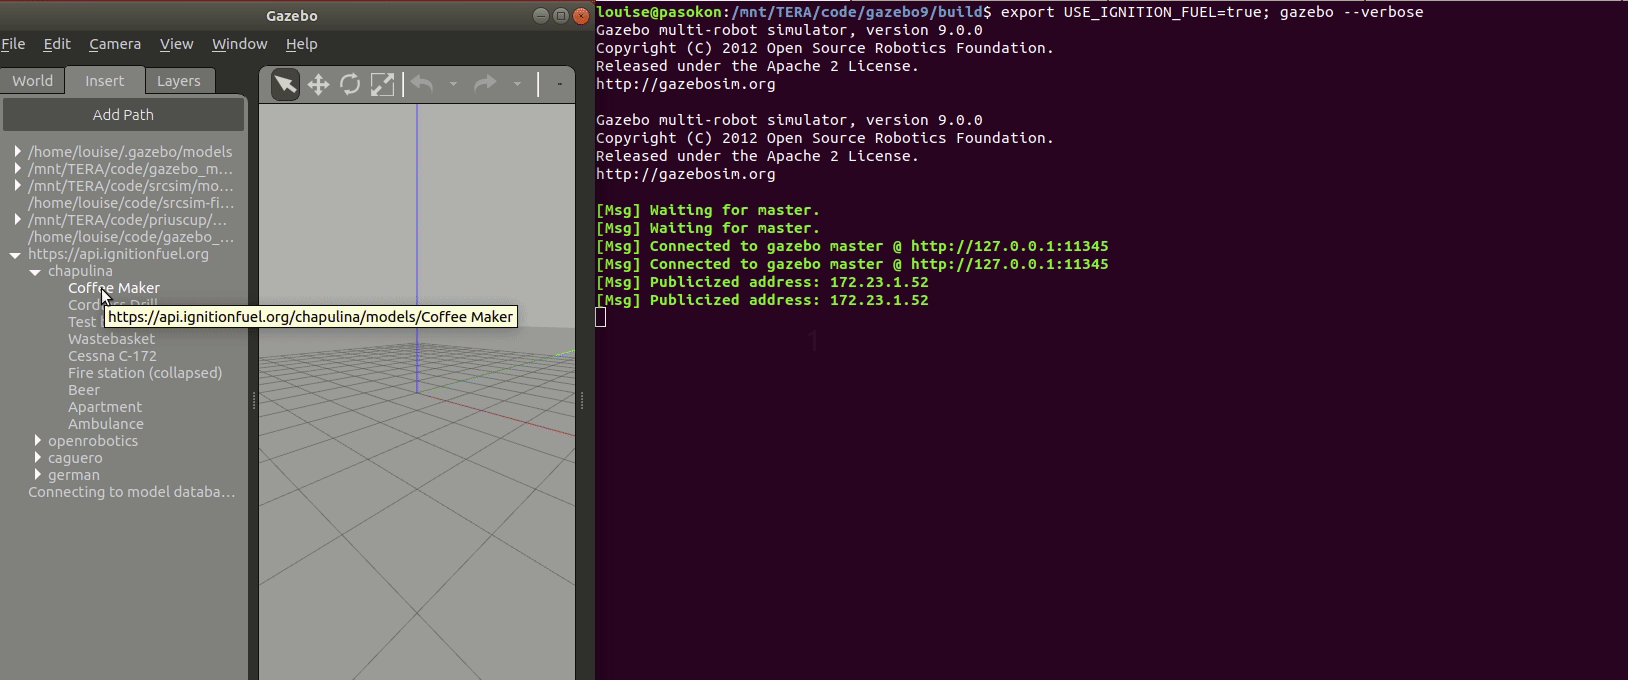 Gazebo
File Edit Camera View Window Help
World Insert Layers
Add Path
/home/louise/.gazebo/models
/mnt/TERA/code/gazebo_m...
/mnt/TERA/code/srcsim/mo...
/home/louise/code/srcsim-fi...
/mnt/TERA/code/priuscup/...
/home/louise/code/gazebo_...
https://api.ignitionfuel.org
chapulina
Coffee Maker
https://api.ignitionfuel.org/chapulina/models/Coffee Maker
Test
Wastebasket
Cessna C-172
Fire station (collapsed)
Beer
Apartment
Ambulance
openrobotics
caguero
german
Connecting to model databa...
louise@pasokon:/mnt/TERA/code/gazebo9/build$ export USE_IGNITION_FUEL=true; gazebo --verbose
Gazebo multi-robot simulator, version 9.0.0
Copyright (C) 2012 Open Source Robotics Foundation.
Released under the Apache 2 License.
http://gazebosim.org
Gazebo multi-robot simulator, version 9.0.0
Copyright (C) 2012 Open Source Robotics Foundation.
Released under the Apache 2 License.
http://gazebosim.org
[Msg] Waiting for master.
[Msg] Waiting for master.
[Msg] Connected to gazebo master @ http://127.0.0.1:11345
[Msg] Connected to gazebo master @ http://127.0.0.1:11345
[Msg] Publicized address: 172.23.1.52
[Msg] Publicized address: 172.23.1.52
1